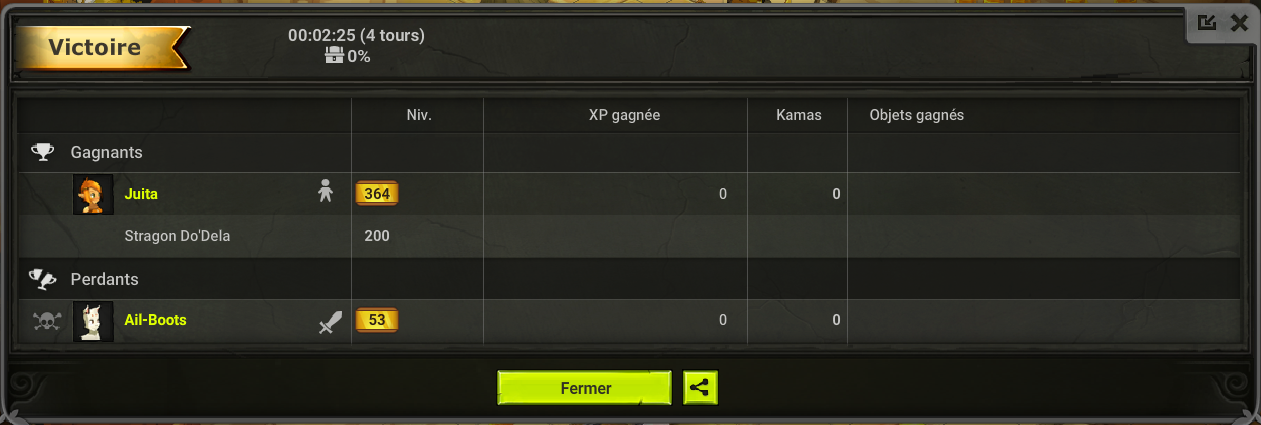 Victoire
00:02:25 (4 tours)
0%
Niv. XP gagnée Kamas Objets gagnés
Gagnants
Juita 364 0 0
Stragon Do'Dela 200
Perdants
Ail-Boots 53 0 0
Fermer